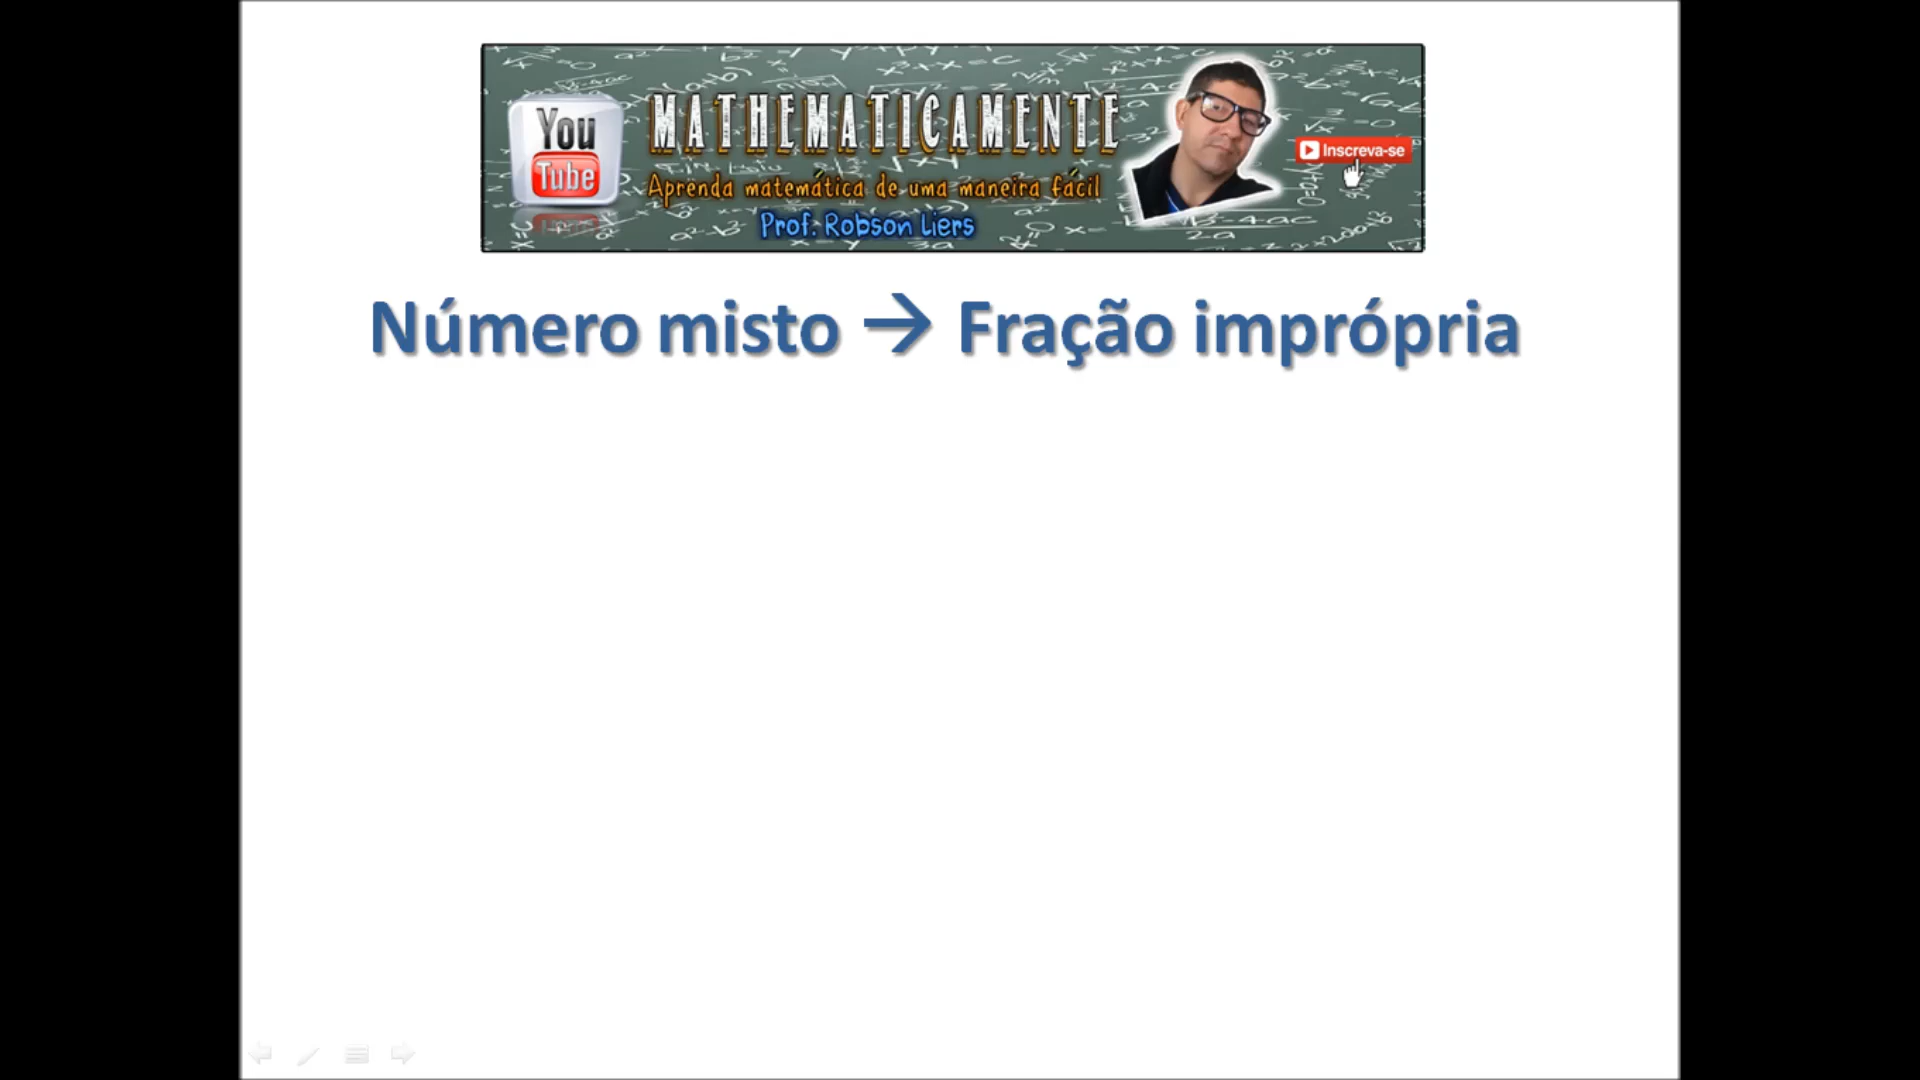 You
Tube
MATHEMATICAMENTE
Aprenda matemática de uma maneira fácil
Prof. Robson Liers
Inscreva-se
Número misto → Fração imprópria